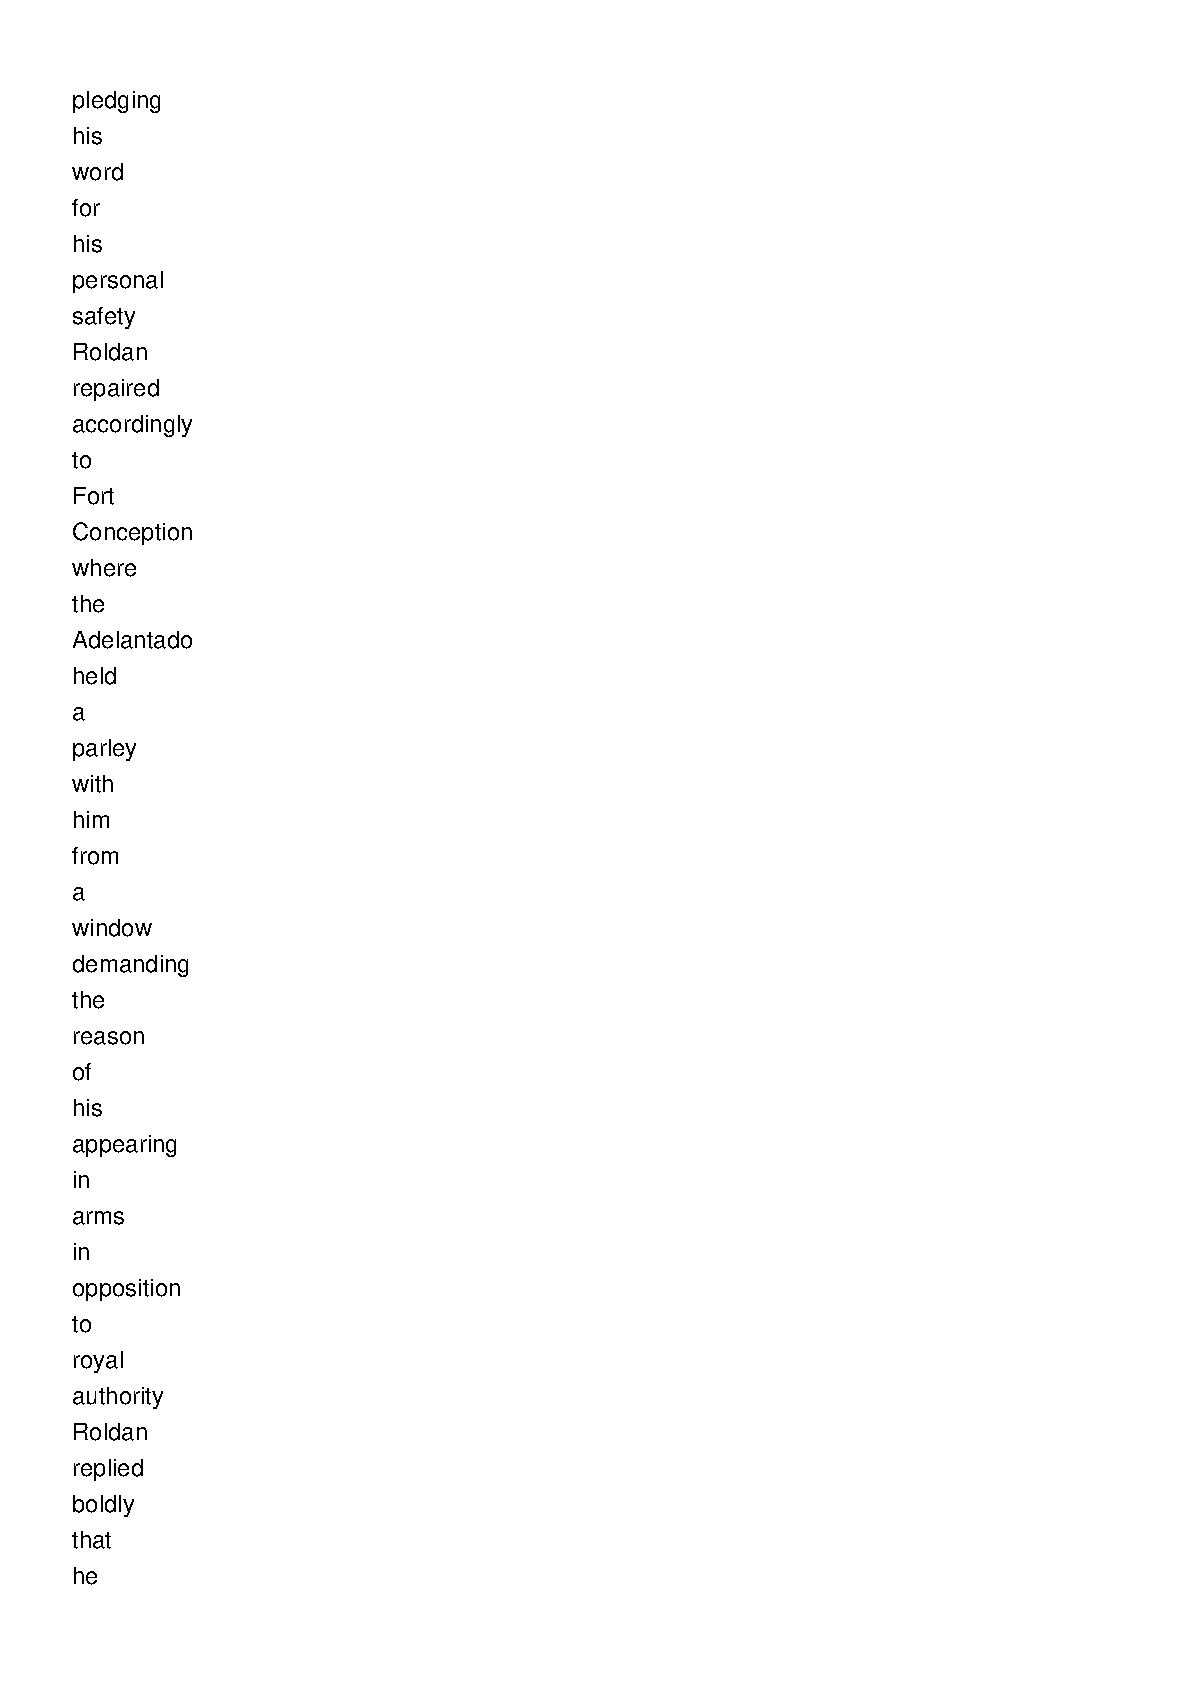 pledging
his
word
for
his
personal
safety
Roldan
repaired
accordingly
to
Fort
Conception
where
the
Adelantado
held
a
parley
with
him
from
a
window
demanding
the
reason
of
his
appearing
in
arms
in
opposition
to
royal
authority
Roldan
replied
boldly
that
he